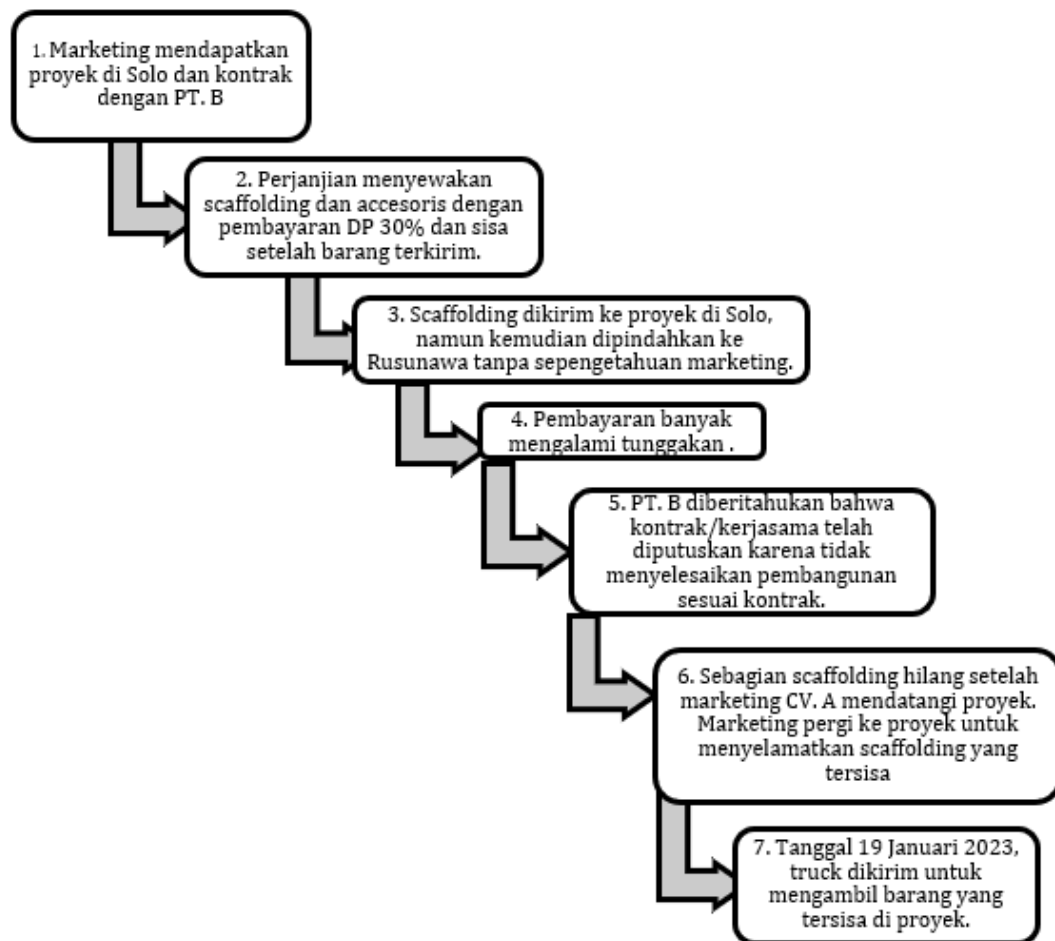 1. Marketing mendapatkan
proyek di Solo dan kontrak
dengan PT. B
2. Perjanjian menyewakan
scaffolding dan accesoris dengan
pembayaran DP 30% dan sisa
setelah barang terkirim.
3. Scaffolding dikirim ke proyek di Solo,
namun kemudian dipindahkan ke
Rusunawa tanpa sepengetahuan marketing.
4. Pembayaran banyak
mengalami tunggakan .
5. PT. B diberitahukan bahwa
kontrak/kerjasama telah
diputuskan karena tidak
menyelesaikan pembangunan
sesuai kontrak.
6. Sebagian scaffolding hilang setelah
marketing CV. A mendatangi proyek.
Marketing pergi ke proyek untuk
menyelamatkan scaffolding yang
tersisa
7. Tanggal 19 Januari 2023,
truck dikirim untuk
mengambil barang yang
tersisa di proyek.